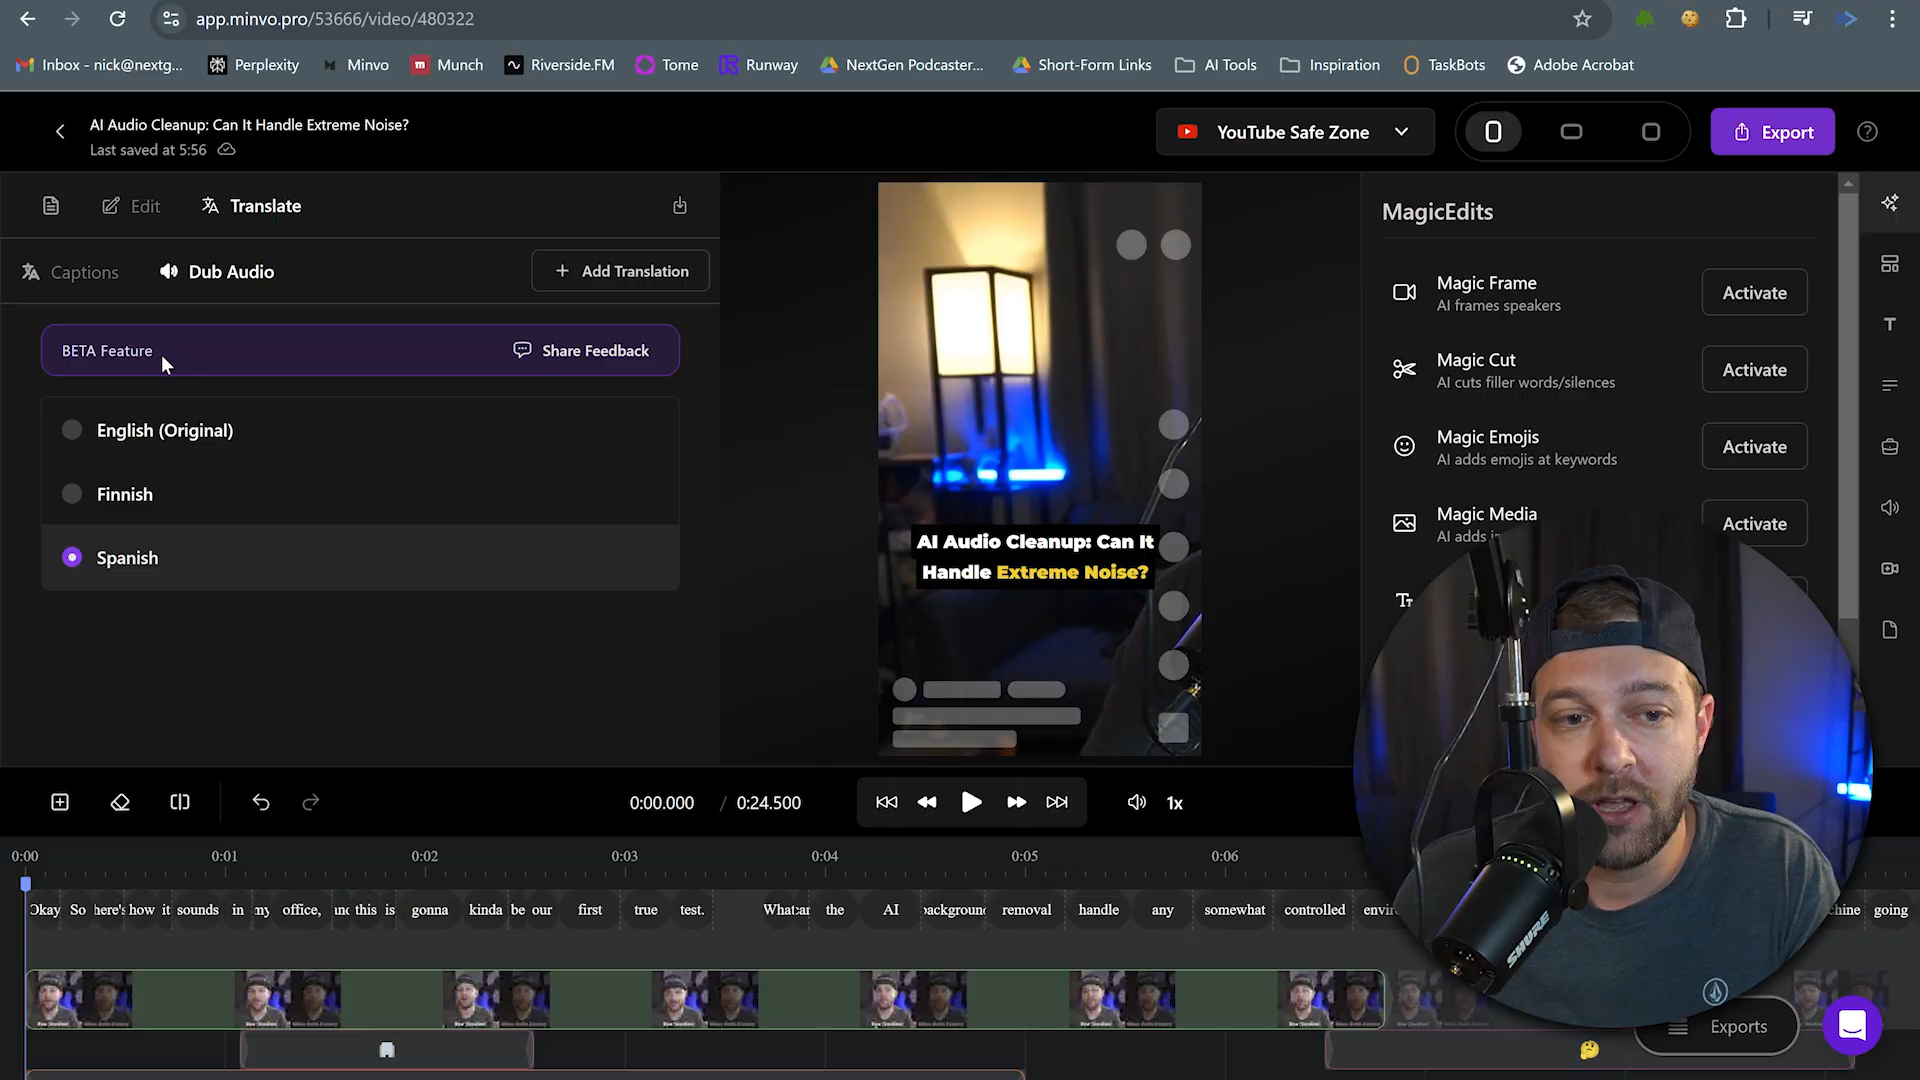 app.minvo.pro/53666/video/480322
Inbox - nick@nextg...
Perplexity
Minvo
Munch
Riverside.FM
Tome
Runway
NextGen Podcaster...
Short-Form Links
AI Tools
Inspiration
TaskBots
Adobe Acrobat
AI Audio Cleanup: Can It Handle Extreme Noise?
Last saved at 5:56
YouTube Safe Zone
Export
Edit
Translate
Captions
Dub Audio
Add Translation
BETA Feature
Share Feedback
English (Original)
Finnish
Spanish
AI Audio Cleanup: Can It
Handle Extreme Noise?
MagicEdits
Magic Frame
AI frames speakers
Activate
Magic Cut
AI cuts filler words/silences
Activate
Magic Emojis
AI adds emojis at keywords
Activate
Magic Media
AI adds
Activate
SHURE
0:00.000 / 0:24.500
1x
0:00 0:01 0:02 0:03 0:04 0:05 0:06
Okay So here's how it sounds in my office, this is gonna kinda be our first true test. the AI background removal handle any somewhat controlled going
Exports